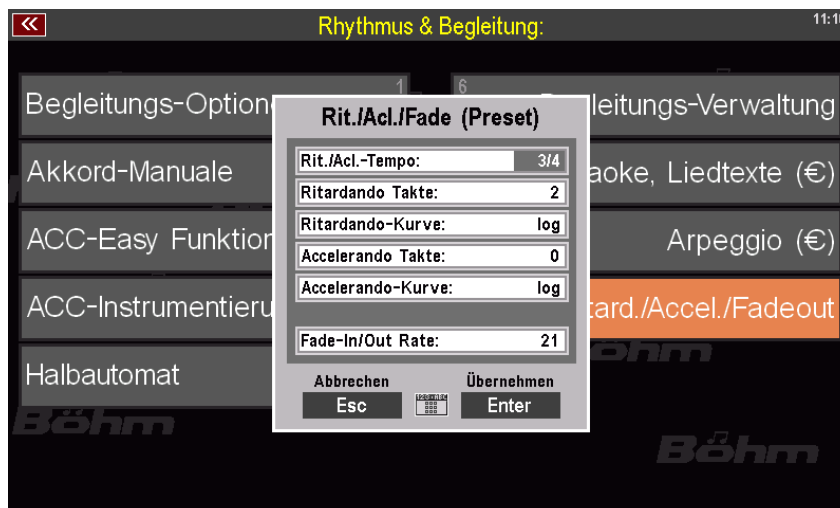 Rhythmus & Begleitung:
11:1
1
6
Begleitungs-Option
leitungs-Verwaltung
Rit./Acl./Fade (Preset)
Rit./Acl.-Tempo: 3/4
Akkord-Manuale
aoke, Liedtexte (€)
Ritardando Takte: 2
Ritardando-Kurve: log
ACC-Easy Funktion
Arpeggio (€)
Accelerando Takte: 0
Accelerando-Kurve: log
ACC-Instrumentieru
tard./Accel./Fadeout
Fade-In/Out Rate: 21
Halbautomat
Abbrechen
Übernehmen
Esc
Enter
Böhm
Böhm